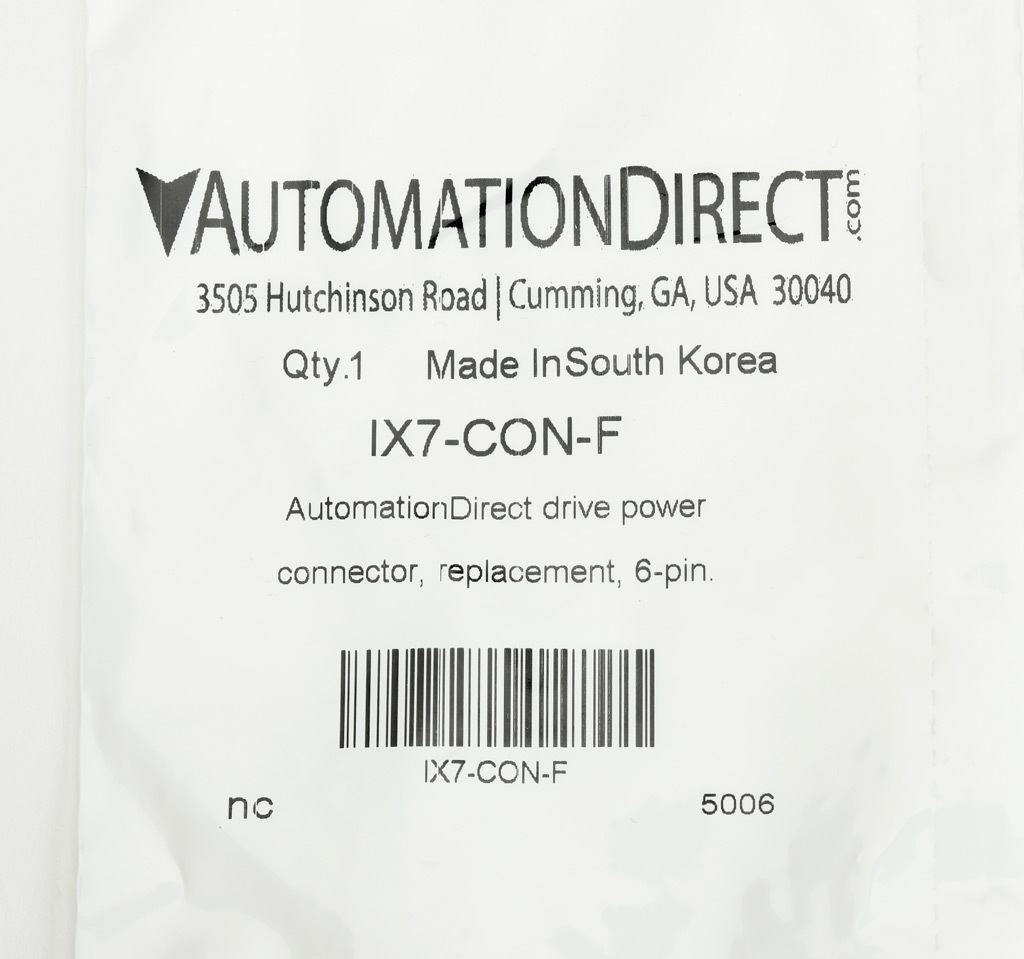 AUTOMATIONDIRECT.com
3505 Hutchinson Road | Cumming, GA, USA 30040
Qty.1 Made InSouth Korea
IX7-CON-F
AutomationDirect drive power
connector, replacement, 6-pin.
IX7-CON-F
nc 5006